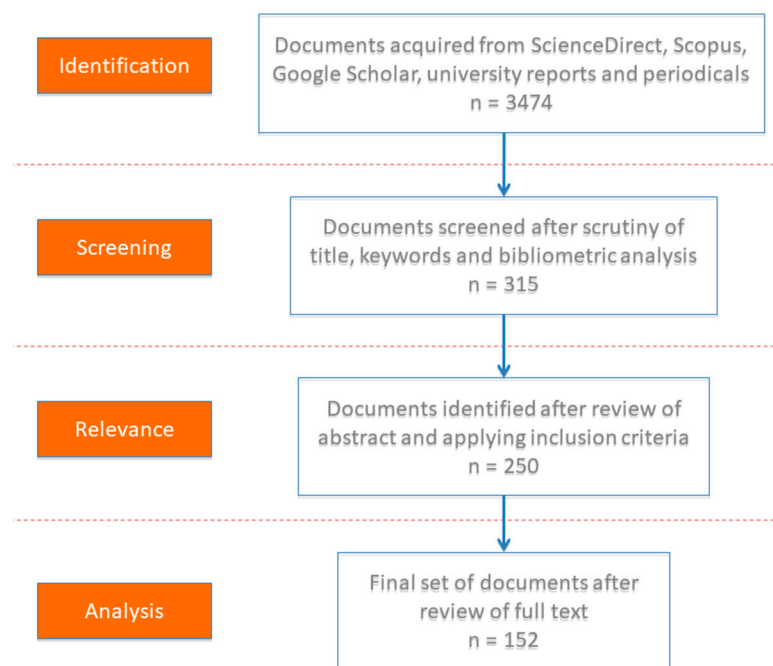 Identification
Documents acquired from ScienceDirect, Scopus,
Google Scholar, university reports and periodicals
n = 3474
Screening
Documents screened after scrutiny of
title, keywords and bibliometric analysis
n = 315
Relevance
Documents identified after review of
abstract and applying inclusion criteria
n = 250
Analysis
Final set of documents after
review of full text
n = 152